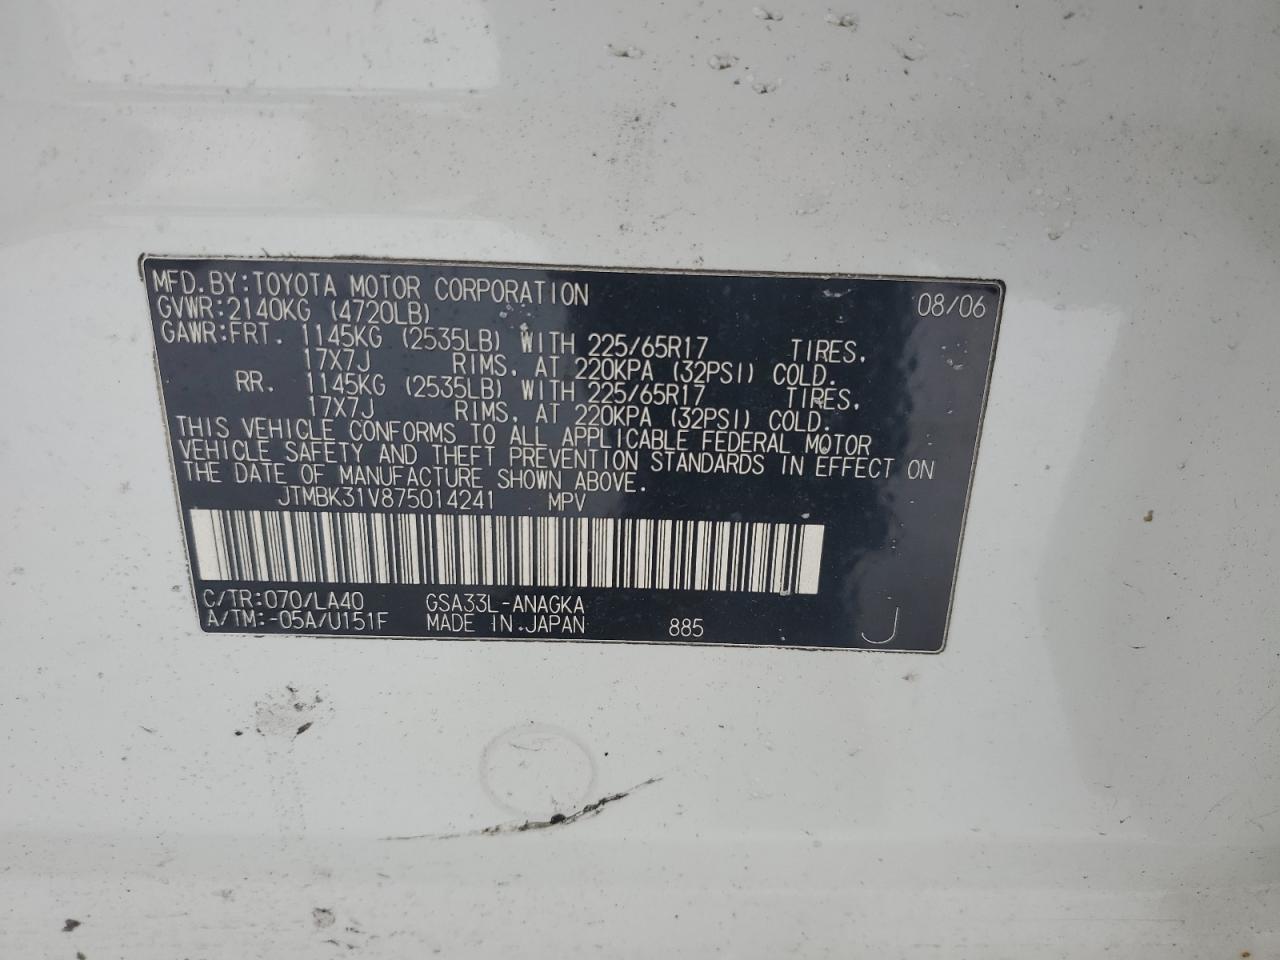 MFD.BY:TOYOTA MOTOR CORPORATION 08/06
GVWR:2140KG (4720LB)
GAWR:FRT. 1145KG (2535LB) WITH 225/65R17 TIRES.
17X7J RIMS. AT 220KPA (32PSI) COLD.
RR. 1145KG (2535LB) WITH 225/65R17 TIRES.
17X7J RIMS. AT 220KPA (32PSI) COLD.
THIS VEHICLE CONFORMS TO ALL APPLICABLE FEDERAL MOTOR
VEHICLE SAFETY AND THEFT PREVENTION STANDARDS IN EFFECT ON
THE DATE OF MANUFACTURE SHOWN ABOVE.
JTMBK31V875014241 MPV
C/TR:070/LA40 GSA33L-ANAGKA
A/TM:-05A/U151F MADE IN JAPAN 885 J